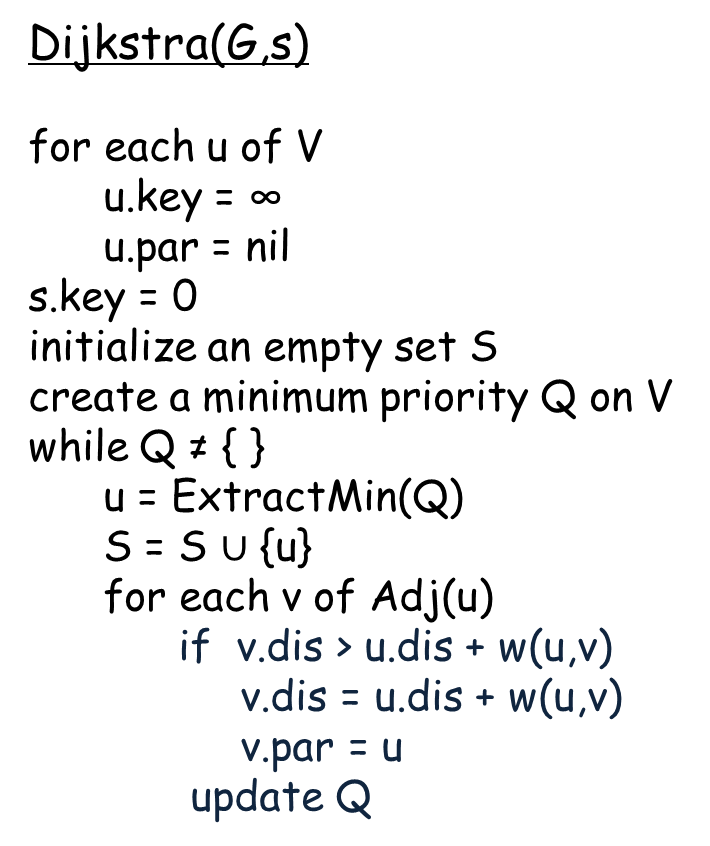 Dijkstra(G,s)
for each u of V
u.key = ∞
u.par = nil
s.key = 0
initialize an empty set S
create a minimum priority Q on V
while Q ≠ { }
u = ExtractMin(Q)
S = S ∪ {u}
for each v of Adj(u)
if v.dis > u.dis + w(u,v)
v.dis = u.dis + w(u,v)
v.par = u
update Q